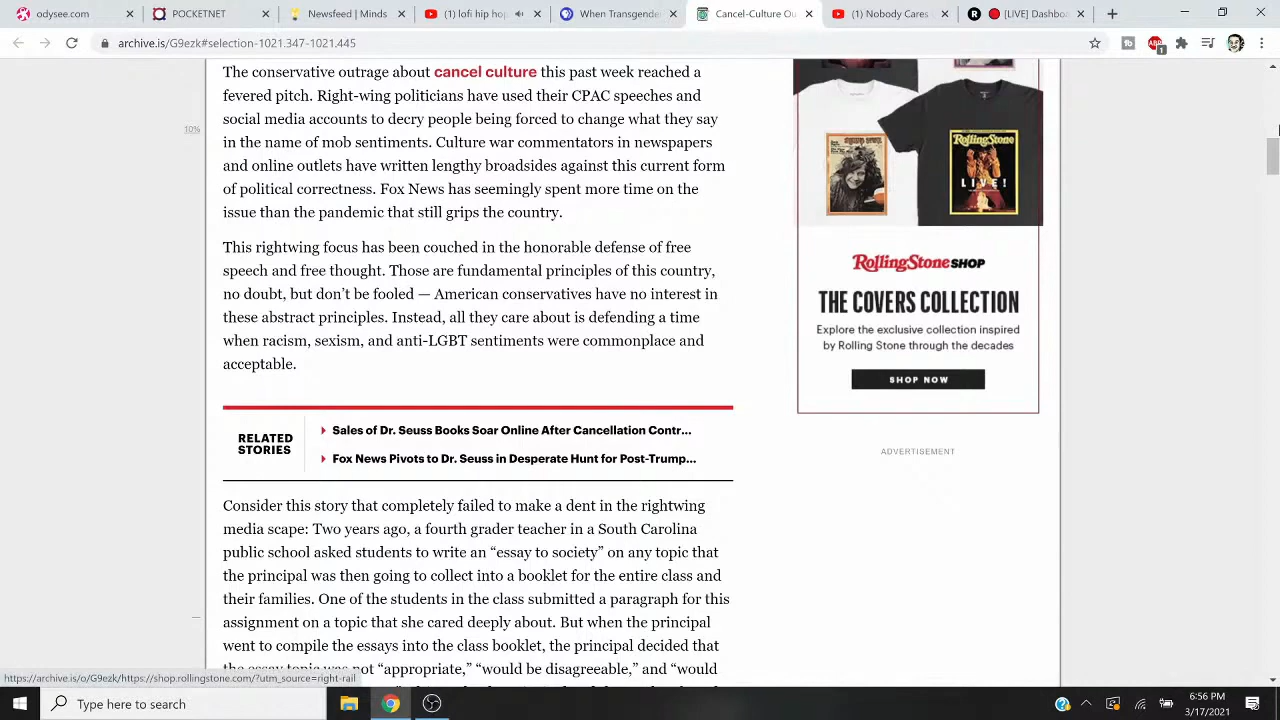 odysee.com
POCKETNET
Newsfeed | Minds
(1) lofi hip hop
When Transgender
Cancel-Culture Ou
(1) YouTube
[LIVE] Dashbo
archive.is/G9ezk#selection-1021.347-1021.445
The conservative outrage about cancel culture this past week reached a
fevered pitch. Right-wing politicians have used their CPAC speeches and
social media accounts to decry people being forced to change what they say
in the face of mob sentiments. Culture war commentators in newspapers
and online outlets have written lengthy broadsides against this current form
of political correctness. Fox News has seemingly spent more time on the
issue than the pandemic that still grips the country.
10%
This rightwing focus has been couched in the honorable defense of free
speech and free thought. Those are fundamental principles of this country,
no doubt, but don’t be fooled — American conservatives have no interest in
these abstract principles. Instead, all they care about is defending a time
when racism, sexism, and anti-LGBT sentiments were commonplace and
acceptable.
RELATED
STORIES
Sales of Dr. Seuss Books Soar Online After Cancellation Contr...
Fox News Pivots to Dr. Seuss in Desperate Hunt for Post-Trump...
Consider this story that completely failed to make a dent in the rightwing
media scape: Two years ago, a fourth grader teacher in a South Carolina
public school asked students to write an “essay to society” on any topic that
the principal was then going to collect into a booklet for the entire class and
their families. One of the students in the class submitted a paragraph for this
assignment on a topic that she cared deeply about. But when the principal
went to compile the essays into the class booklet, the principal decided that
the essay topic was not “appropriate,” “would be disagreeable,” and “would
RollingStone
LIVE!
RollingStone SHOP
THE COVERS COLLECTION
Explore the exclusive collection inspired
by Rolling Stone through the decades
SHOP NOW
ADVERTISEMENT
https://archive.is/o/G9ezk/https://shop.rollingstone.com/?utm_source=right-rail
Type here to search
6:56 PM
3/17/2021